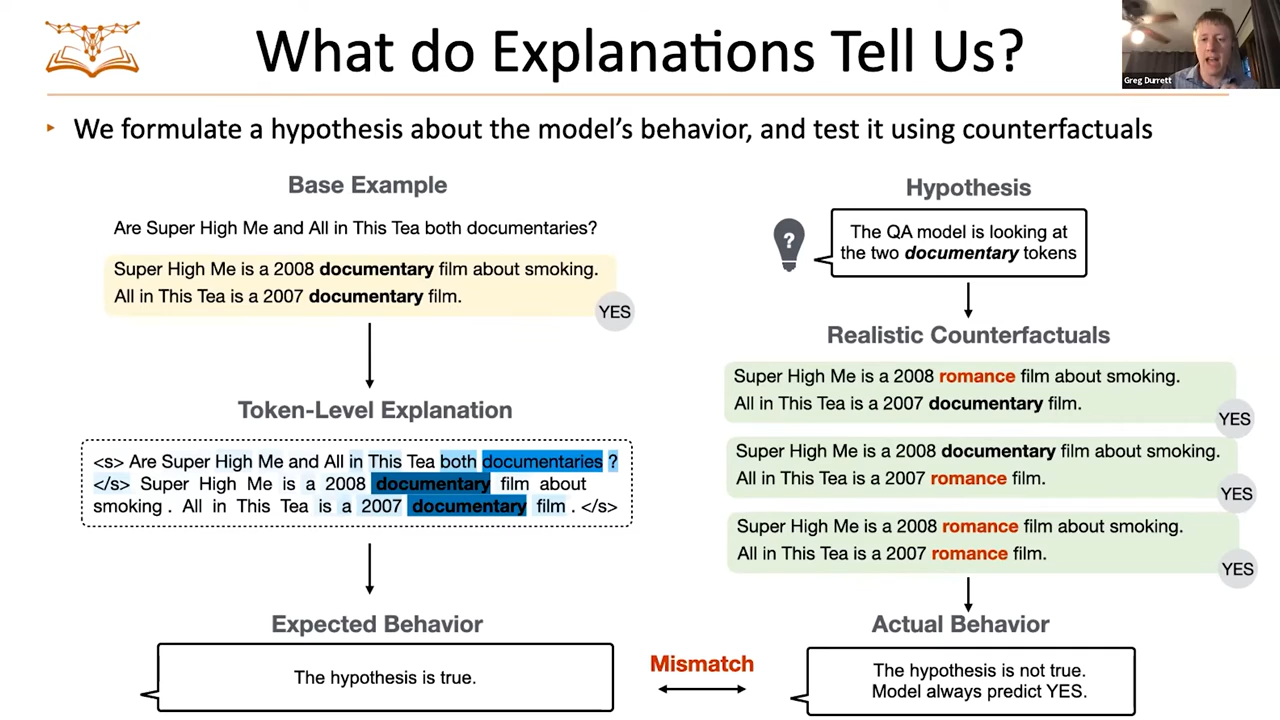 What do Explanations Tell Us?
Greg Durrett
We formulate a hypothesis about the model's behavior, and test it using counterfactuals
Base Example
Are Super High Me and All in This Tea both documentaries?
Super High Me is a 2008 documentary film about smoking.
All in This Tea is a 2007 documentary film.
YES
Token-Level Explanation
<s> Are Super High Me and All in This Tea both documentaries ?
</s> Super High Me is a 2008 documentary film about
smoking . All in This Tea is a 2007 documentary film . </s>
Expected Behavior
The hypothesis is true.
Mismatch
Hypothesis
?
The QA model is looking at
the two documentary tokens
Realistic Counterfactuals
Super High Me is a 2008 romance film about smoking.
All in This Tea is a 2007 documentary film.
YES
Super High Me is a 2008 documentary film about smoking.
All in This Tea is a 2007 romance film.
YES
Super High Me is a 2008 romance film about smoking.
All in This Tea is a 2007 romance film.
YES
Actual Behavior
The hypothesis is not true.
Model always predict YES.